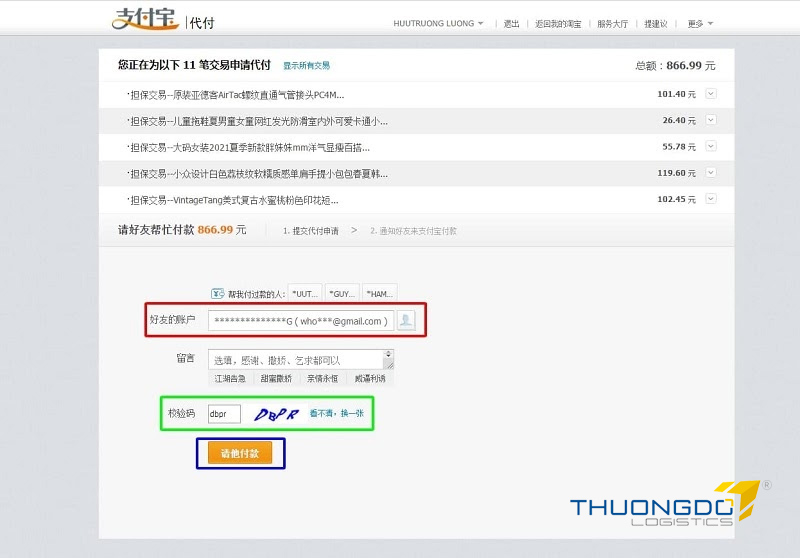 支付宝 | 代付 HUUTRUONG LUONG | 退出 | 返回我的淘宝 | 服务大厅 | 提建议 | 更多
您正在为以下 11 笔交易申请代付 显示所有交易 总额：866.99 元
·担保交易--原装亚德客AirTac螺纹直通气管接头PC4M... 101.40 元
·担保交易--儿童拖鞋夏男童女童网红发光防滑室内外可爱卡通小... 26.40 元
·担保交易--大码女装2021夏季新款胖妹妹mm洋气显瘦百搭... 55.78 元
·担保交易--小众设计白色荔枝纹软糯质感单肩手提小包包春夏韩... 119.60 元
·担保交易--VintageTang美式复古水蜜桃粉色印花短... 102.45 元
请好友帮忙付款 866.99 元 1. 提交代付申请 > 2. 通知好友来支付宝付款
帮我付过款的人: *UUT... *GUY... *HAM...
好友的账户 **************G ( who***@gmail.com )
留言 选填，感谢、撒娇、乞求都可以
江湖告急 甜蜜撒娇 亲情永恒 威逼利诱
校验码 dbpr DBPR 看不清，换一张
请他付款
THUONGDO ®
LOGISTICS